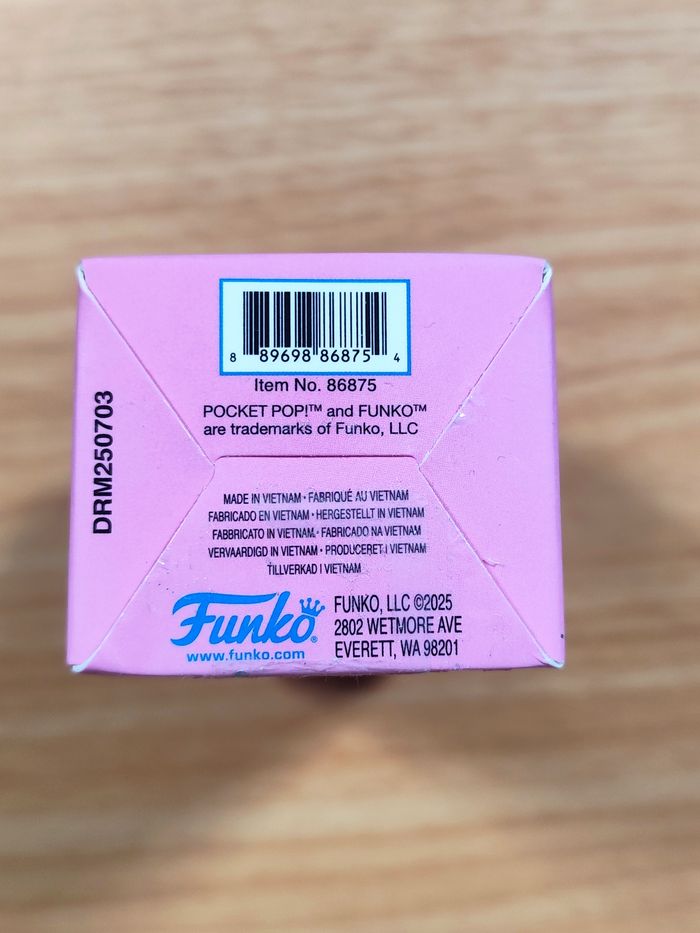 8 89698 86875 4
Item No. 86875
POCKET POP!™ and FUNKO™
are trademarks of Funko, LLC
DRM250703
MADE IN VIETNAM • FABRIQUÉ AU VIETNAM
FABRICADO EN VIETNAM • HERGESTELLT IN VIETNAM
FABBRICATO IN VIETNAM • FABRICADO NA VIETNAM
VERVAARDIGD IN VIETNAM • PRODUCERET I VIETNAM
TILLVERKAD I VIETNAM
Funko®
www.funko.com
FUNKO, LLC ©2025
2802 WETMORE AVE
EVERETT, WA 98201